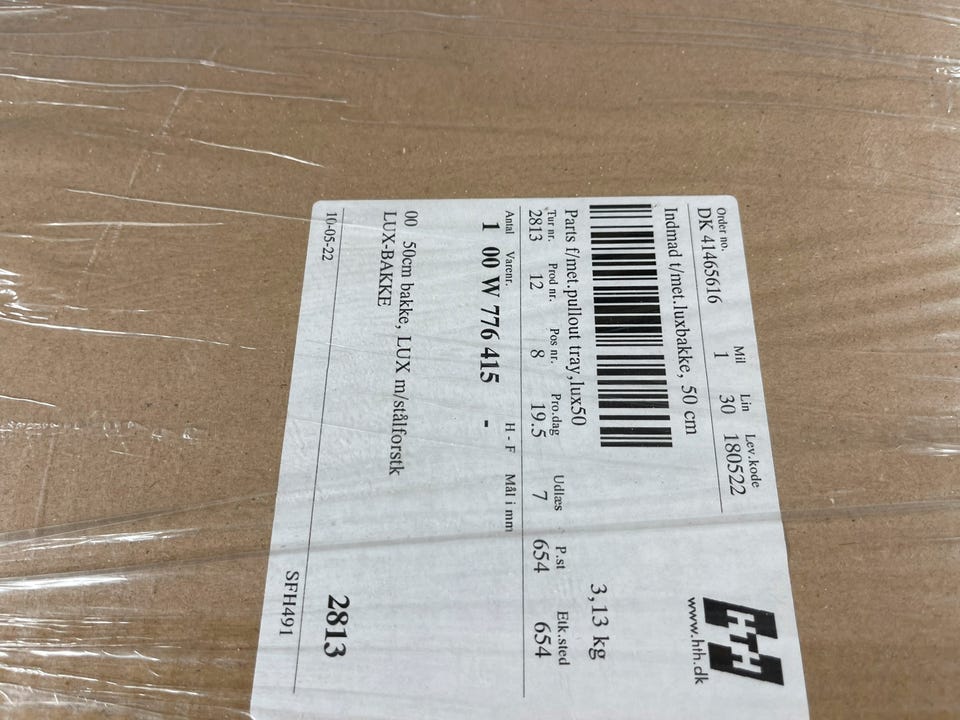 Order no. Mil Lin Lev.kode
DK 41465616 1 30 180522
HTH
www.hth.dk
Indmad t/met.luxbakke, 50 cm
3,13 kg
Parts f/met.pullout tray,lux50
Tur nr. Prod nr. Pos nr. Pro.dag Udlæs P.st Etk.sted
2813 12 8 19.5 7 654 654
Antal Varenr. H - F Mål i mm
1 00 W 776 415 -
00 50cm bakke, LUX m/stålforstk
LUX-BAKKE
2813
10-05-22 SFH491